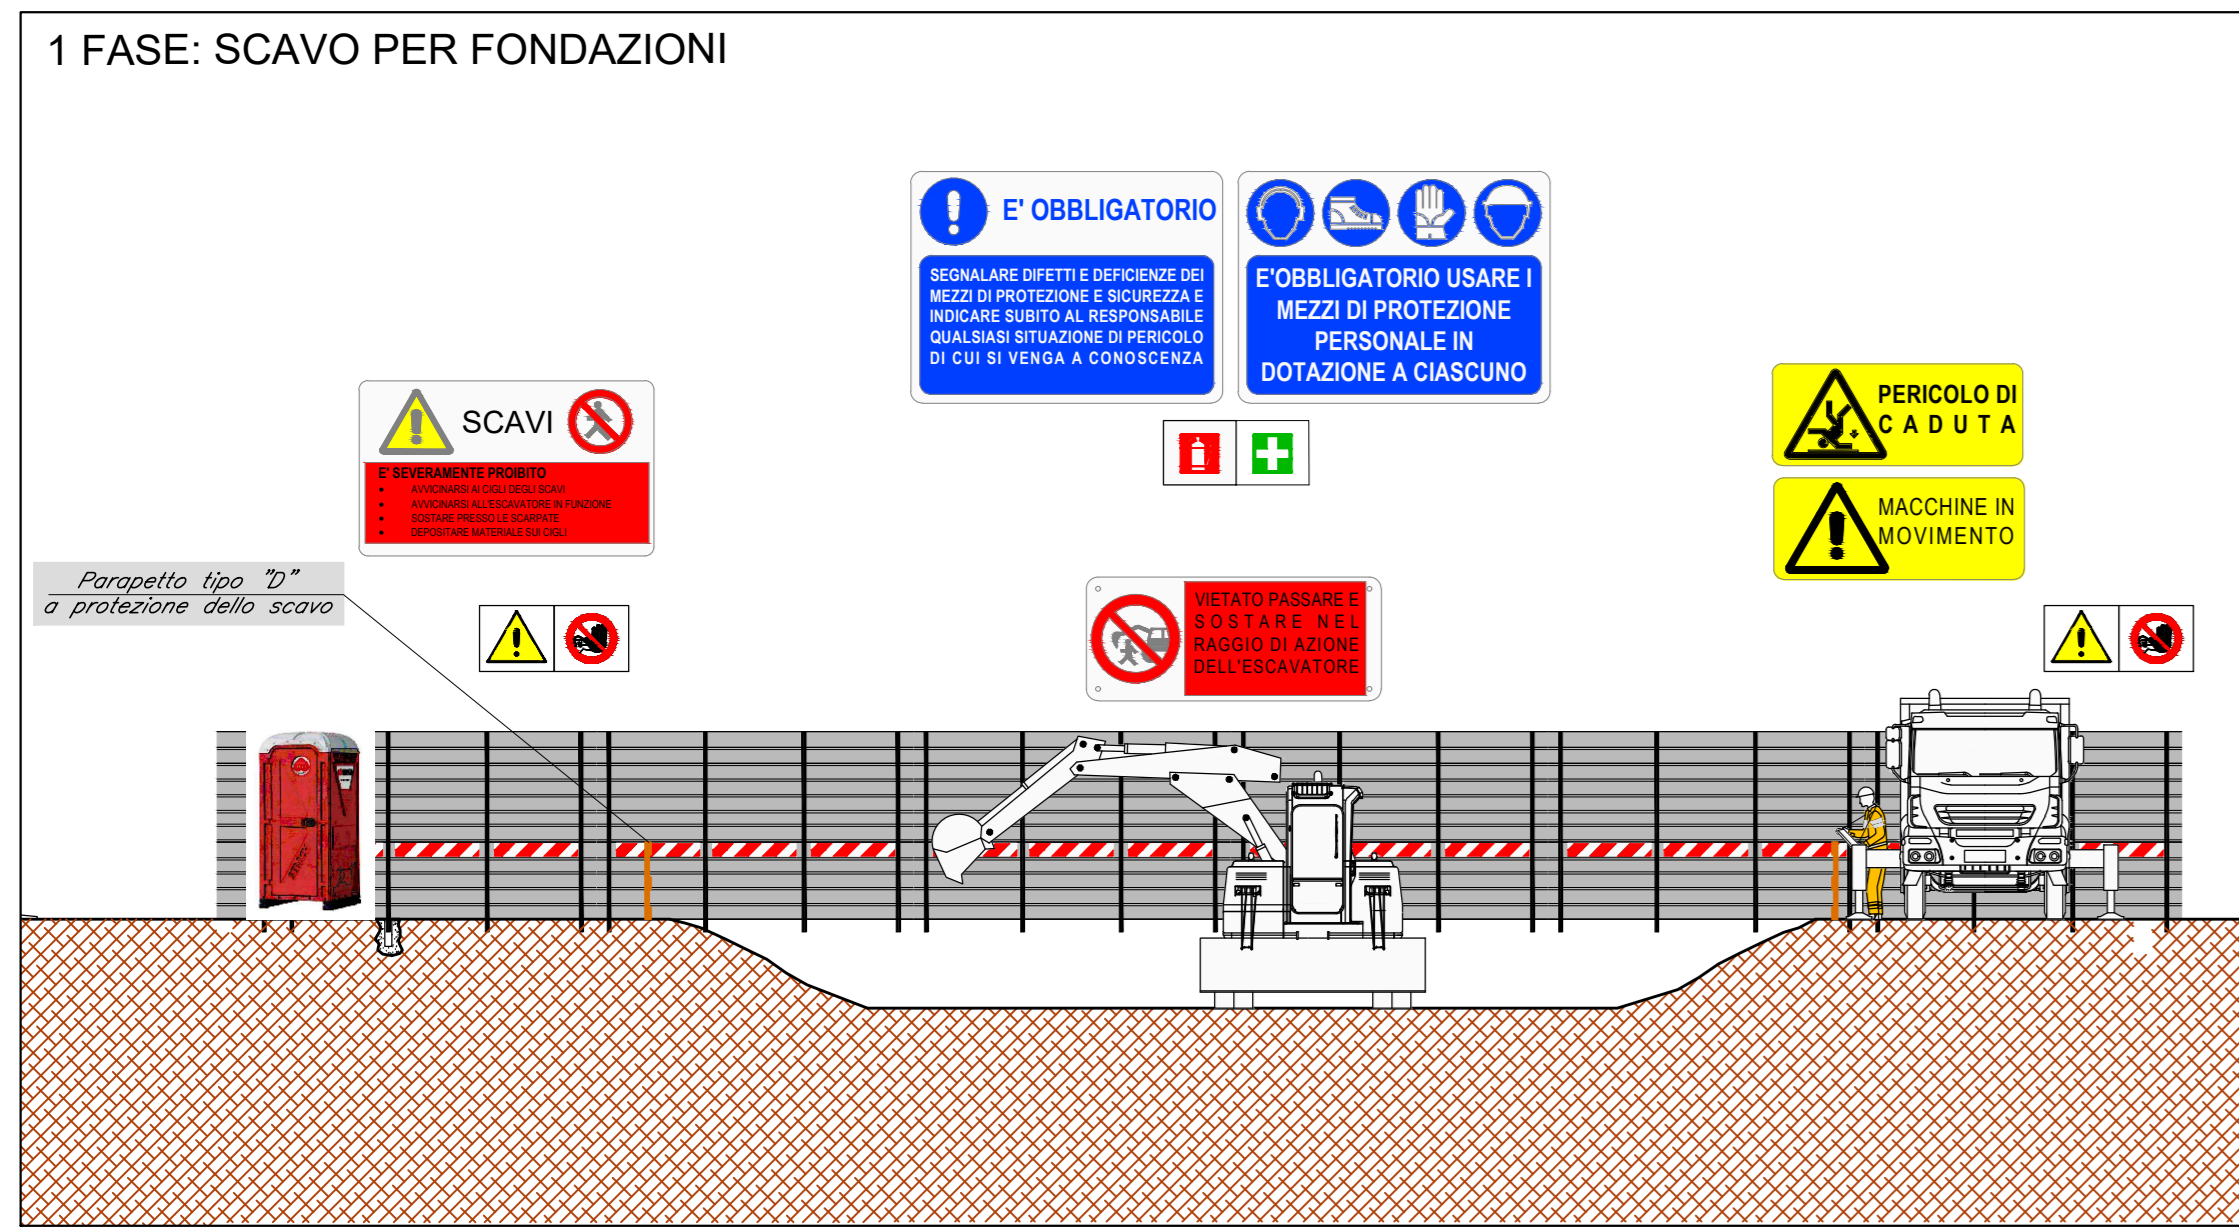 1 FASE: SCAVO PER FONDAZIONI
E' OBBLIGATORIO
SEGNALARE DIFETTI E DEFICIENZE DEI
MEZZI DI PROTEZIONE E SICUREZZA E
INDICARE SUBITO AL RESPONSABILE
QUALSIASI SITUAZIONE DI PERICOLO
DI CUI SI VENGA A CONOSCENZA
E'OBBLIGATORIO USARE I
MEZZI DI PROTEZIONE
PERSONALE IN
DOTAZIONE A CIASCUNO
SCAVI
E' SEVERAMENTE PROIBITO
• AVVICINARSI AI CIGLI DEGLI SCAVI
• AVVICINARSI ALL'ESCAVATORE IN FUNZIONE
• SOSTARE PRESSO LE SCARPATE
• DEPOSITARE MATERIALE SUI CIGLI
PERICOLO DI
CADUTA
MACCHINE IN
MOVIMENTO
Parapetto tipo "D"
a protezione dello scavo
VIETATO PASSARE E
SOSTARE NEL
RAGGIO DI AZIONE
DELL'ESCAVATORE